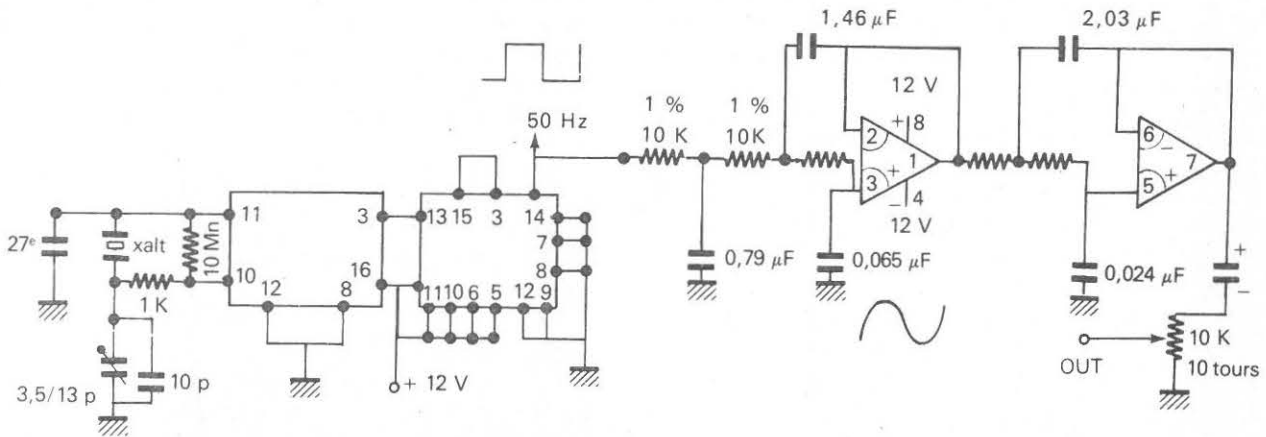 1,46 µF
2,03 µF
12 V
+ 8
2 −
1
3 +
− 4
12 V
6 −
7
5 +
1 %
10 K
1 %
10K
50 Hz
0,79 µF
0,065 µF
0,024 µF
+
−
10 K
10 tours
OUT
11
3
10
16
12
8
13
15
3
14
7
8
11
10
6
5
12
9
27ᵉ
xalt
10 Mn
1 K
3,5/13 p
10 p
+ 12 V